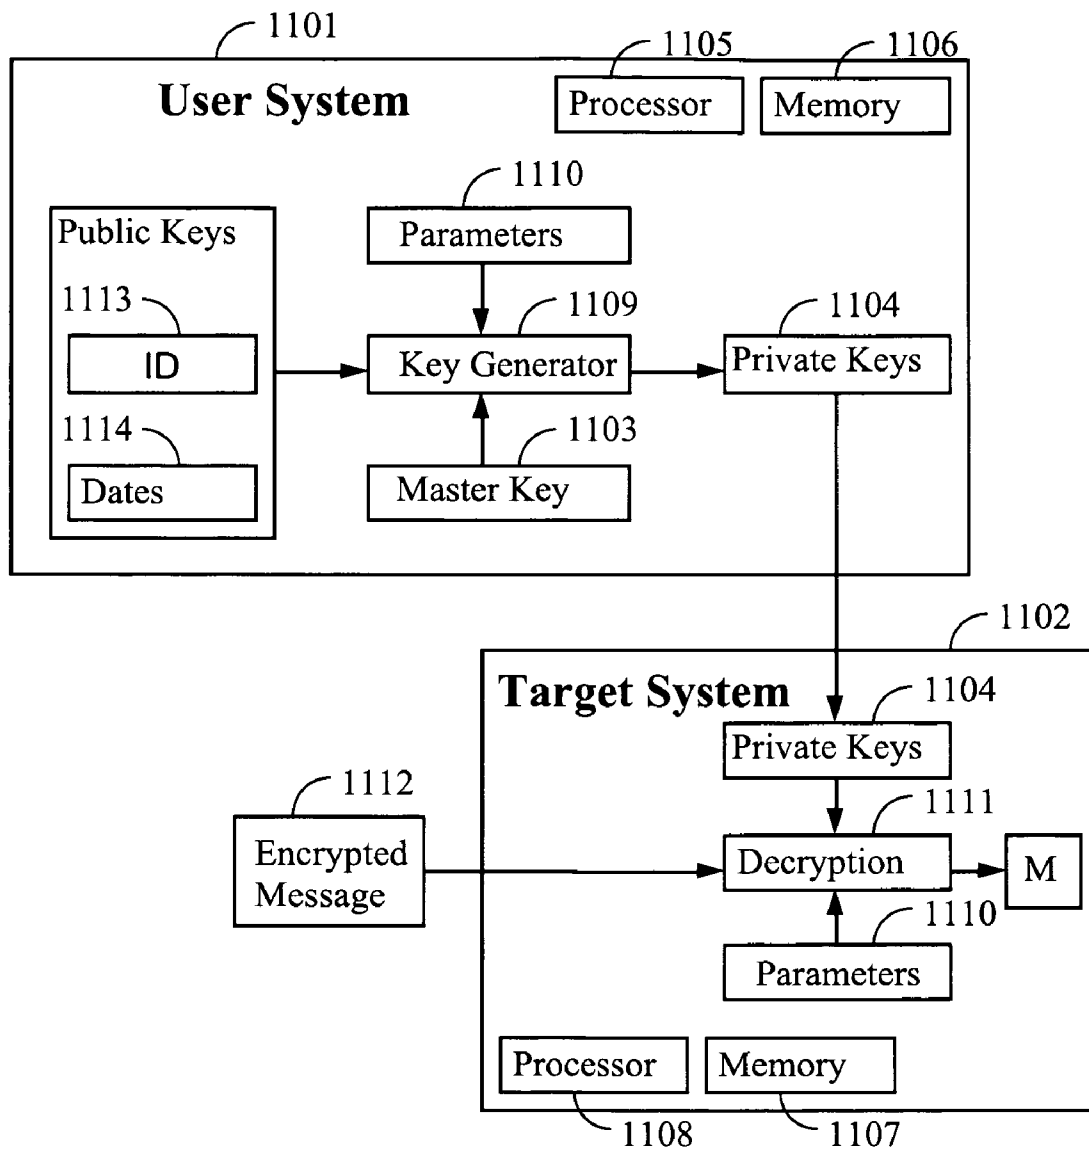 1101
1105
1106
User System
Processor
Memory
1110
Public Keys
Parameters
1113
1109
1104
ID
Key Generator
Private Keys
1114
1103
Dates
Master Key
1102
Target System
1104
Private Keys
1112
1111
Encrypted
Message
Decryption
M
1110
Parameters
Processor
Memory
1108
1107